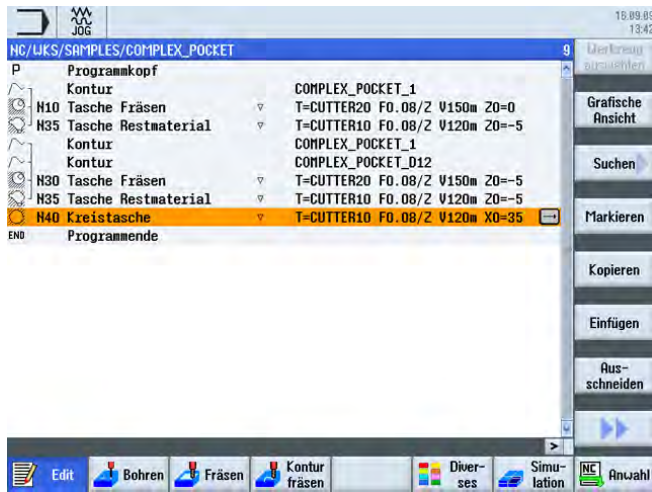 JOG
16.09.09
13:42
NC/WKS/SAMPLES/COMPLEX_POCKET 9
P Programmkopf
Kontur COMPLEX_POCKET_1
N10 Tasche Fräsen ▿ T=CUTTER20 F0.08/Z V150m Z0=0
N35 Tasche Restmaterial ▿ T=CUTTER10 F0.08/Z V120m Z0=-5
Kontur COMPLEX_POCKET_1
Kontur COMPLEX_POCKET_D12
N30 Tasche Fräsen ▿ T=CUTTER20 F0.08/Z V150m Z0=-5
N35 Tasche Restmaterial ▿ T=CUTTER10 F0.08/Z V120m Z0=-5
N40 Kreistasche ▿ T=CUTTER10 F0.08/Z V120m X0=35
END Programmende
Werkzeug
auswählen
Grafische
Ansicht
Suchen
Markieren
Kopieren
Einfügen
Aus-
schneiden
Edit
Bohren
Fräsen
Kontur
fräsen
Diver-
ses
Simu-
lation
NC Anwahl